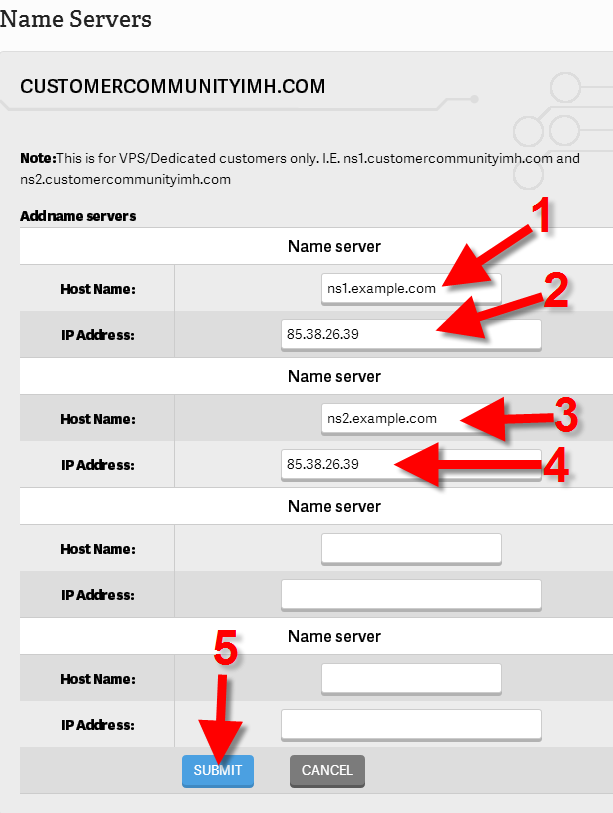 Name Servers
CUSTOMERCOMMUNITYIMH.COM
Note:This is for VPS/Dedicated customers only. I.E. ns1.customercommunityimh.com and
ns2.customercommunityimh.com
Add name servers
1
Name server
Host Name: ns1.example.com
2
IP Address: 85.38.26.39
Name server
Host Name: ns2.example.com 3
IP Address: 85.38.26.39 4
Name server
Host Name:
IP Address:
Name server
5
Host Name:
IP Address:
SUBMIT CANCEL